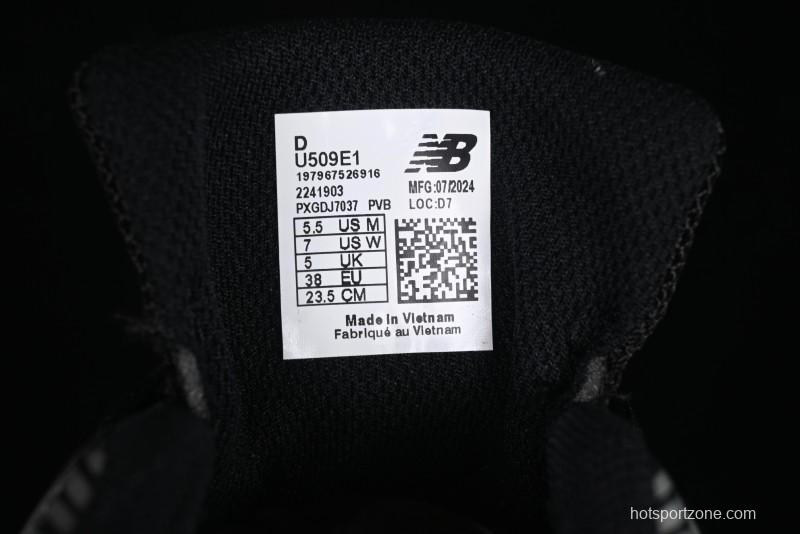 D
U509E1
197967526916
2241903
PXGDJ7037 PVB
NB
MFG:07/2024
LOC:D7
5.5 US M
7 US W
5 UK
38 EU
23.5 CM
Made in Vietnam
Fabriqué au Vietnam
hotsportzone.com